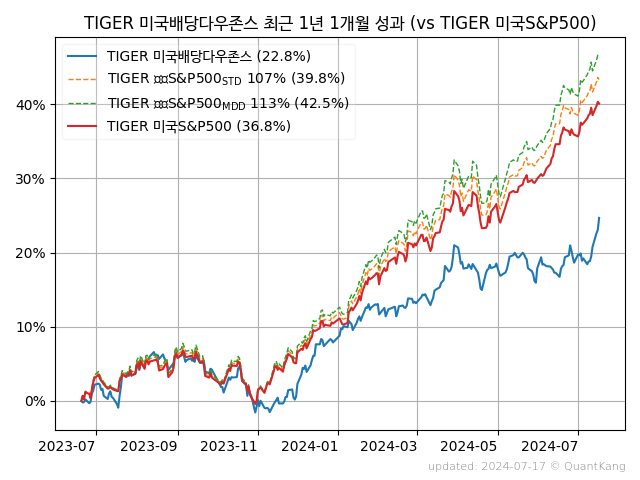 TIGER 미국배당다우존스 최근 1년 1개월 성과 (vs TIGER 미국S&P500)
TIGER 미국배당다우존스 (22.8%)
TIGER S&P500STD 107% (39.8%)
TIGER S&P500MDD 113% (42.5%)
TIGER 미국S&P500 (36.8%)
40%
30%
20%
10%
0%
2023-07 2023-09 2023-11 2024-01 2024-03 2024-05 2024-07
updated: 2024-07-17 © QuantKang